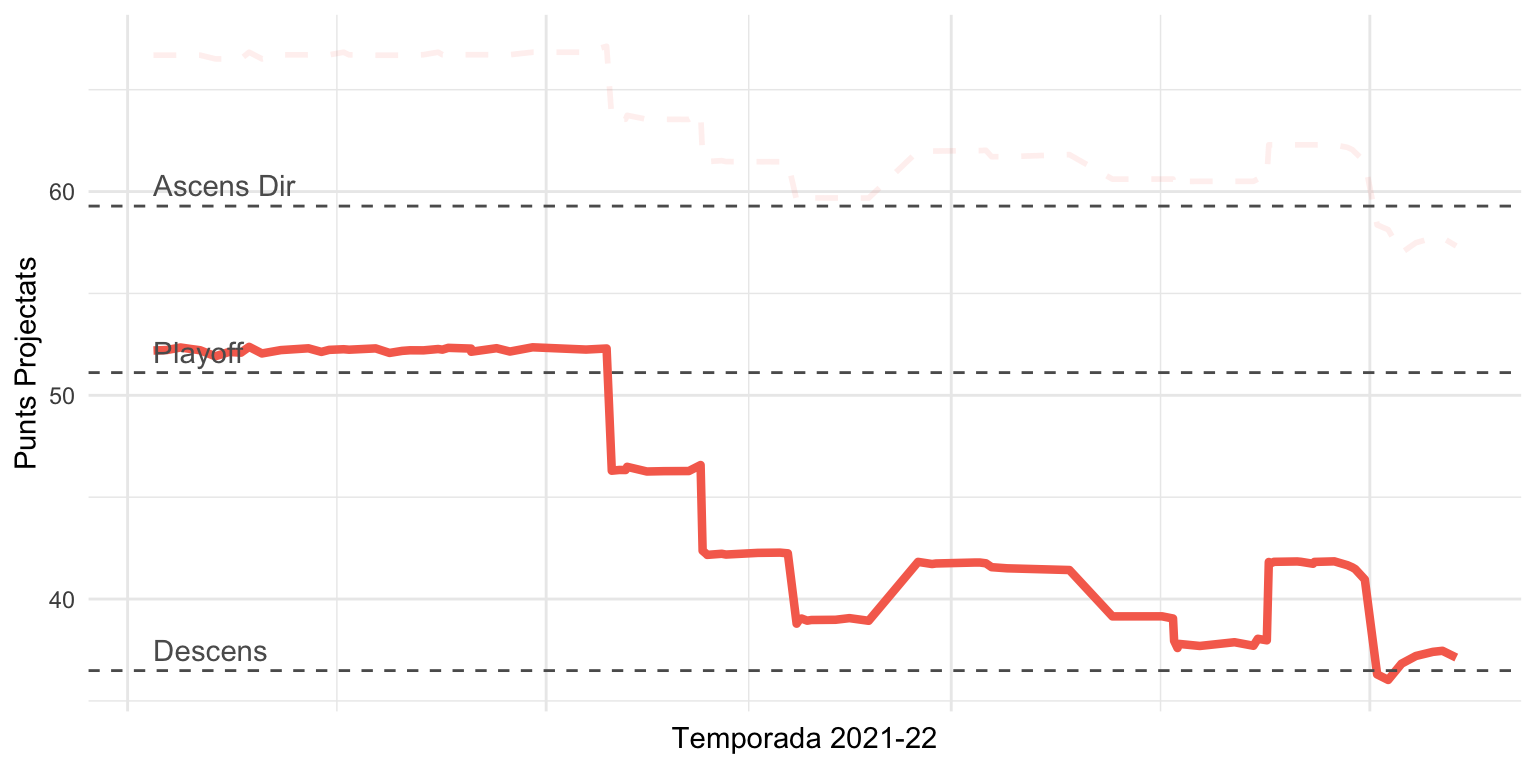 60
50
40
Ascens Dir
Playoff
Descens
Punts Projectats
Temporada 2021-22